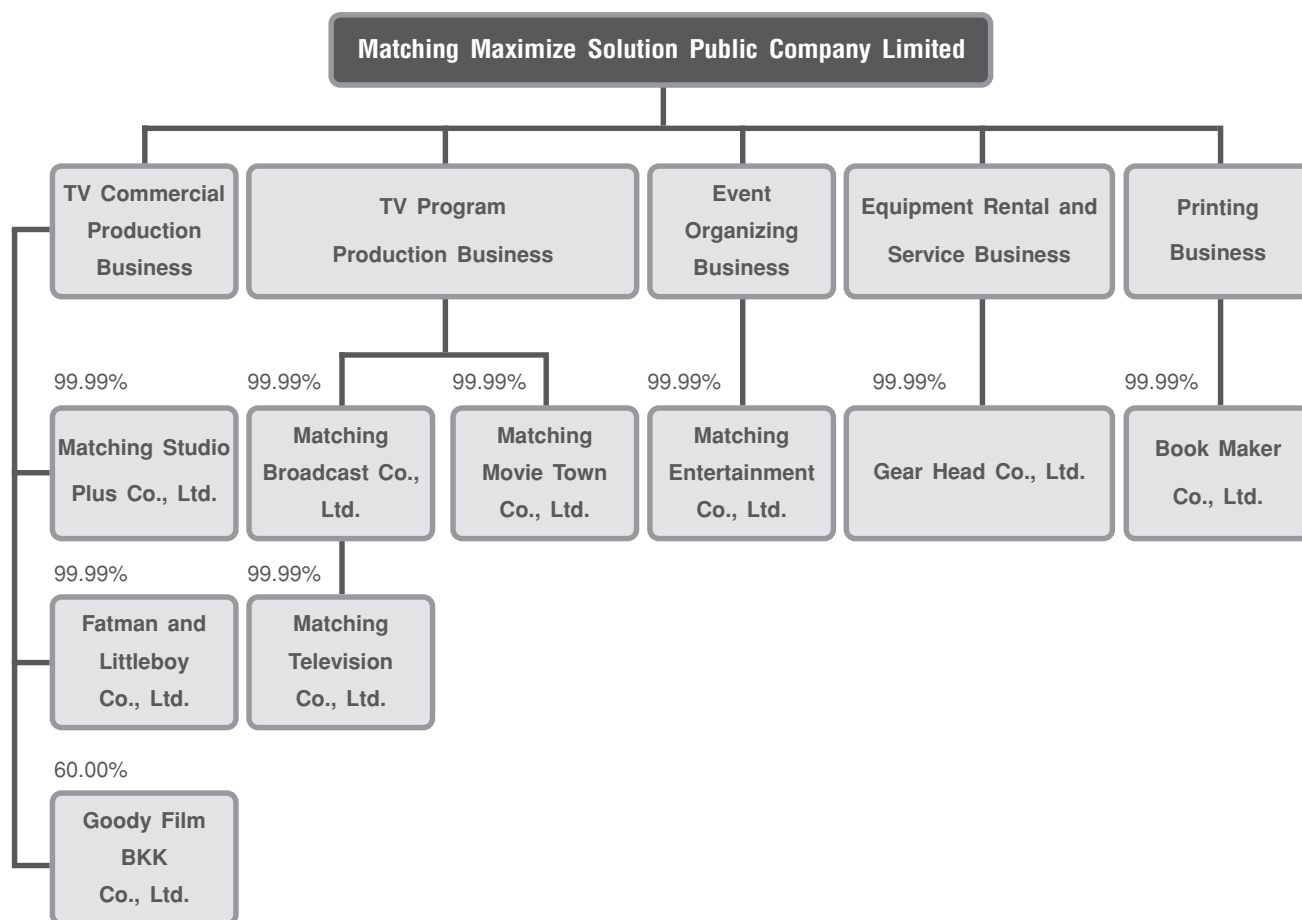 Matching Maximize Solution Public Company Limited
TV Commercial
Production
Business
TV Program
Production Business
Event
Organizing
Business
Equipment Rental and
Service Business
Printing
Business
99.99%
99.99%
99.99%
99.99%
99.99%
99.99%
Matching Studio
Plus Co., Ltd.
Matching
Broadcast Co.,
Ltd.
Matching
Movie Town
Co., Ltd.
Matching
Entertainment
Co., Ltd.
Gear Head Co., Ltd.
Book Maker
Co., Ltd.
99.99%
99.99%
Fatman and
Littleboy
Co., Ltd.
Matching
Television
Co., Ltd.
60.00%
Goody Film
BKK
Co., Ltd.